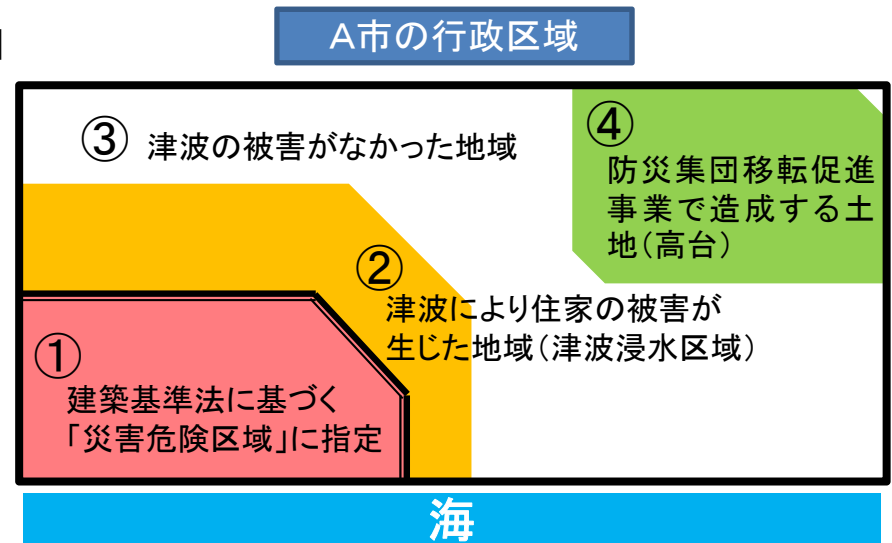 A市の行政区域
③ 津波の被害がなかった地域
④
防災集団移転促進
事業で造成する土
地(高台)
②
津波により住家の被害が
生じた地域(津波浸水区域)
①
建築基準法に基づく
「災害危険区域」に指定
海